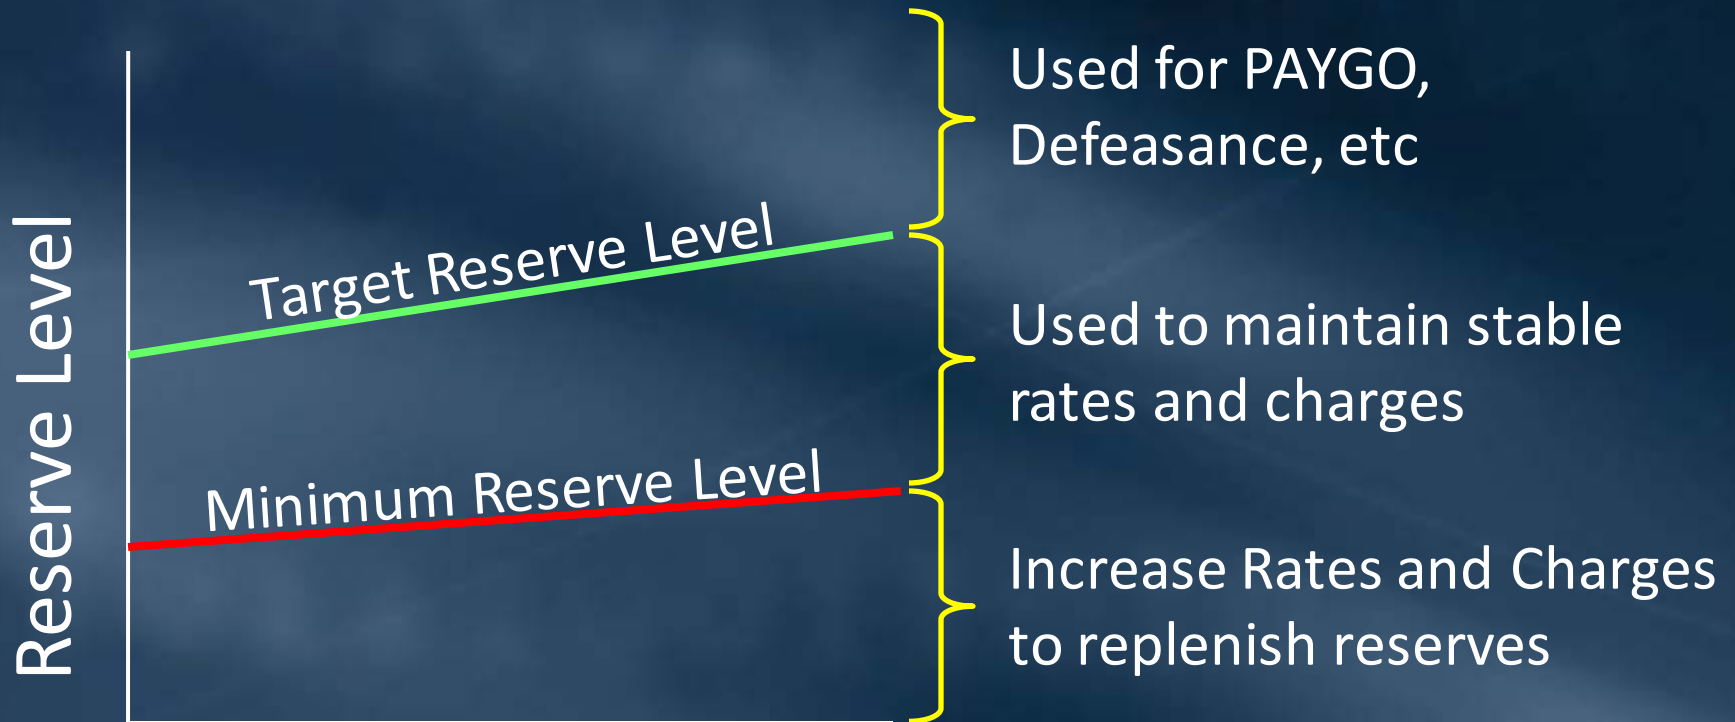 Reserve Level
Target Reserve Level
Minimum Reserve Level
Used for PAYGO,
Defeasance, etc
Used to maintain stable
rates and charges
Increase Rates and Charges
to replenish reserves